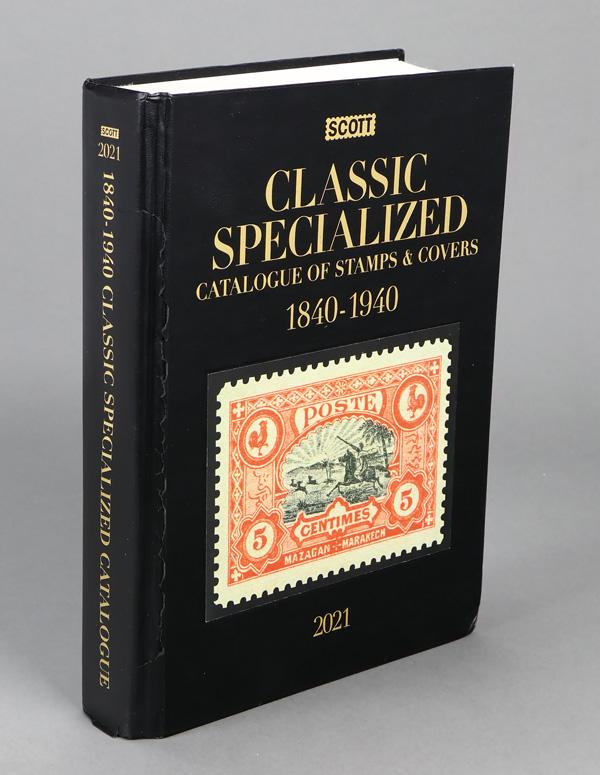 SCOTT
2021
1840-1940 CLASSIC SPECIALIZED CATALOGUE
SCOTT
CLASSIC
SPECIALIZED
CATALOGUE OF STAMPS & COVERS
1840-1940
POSTE
5
CENTIMES
5
MAZAGAN-MARAKECH
2021